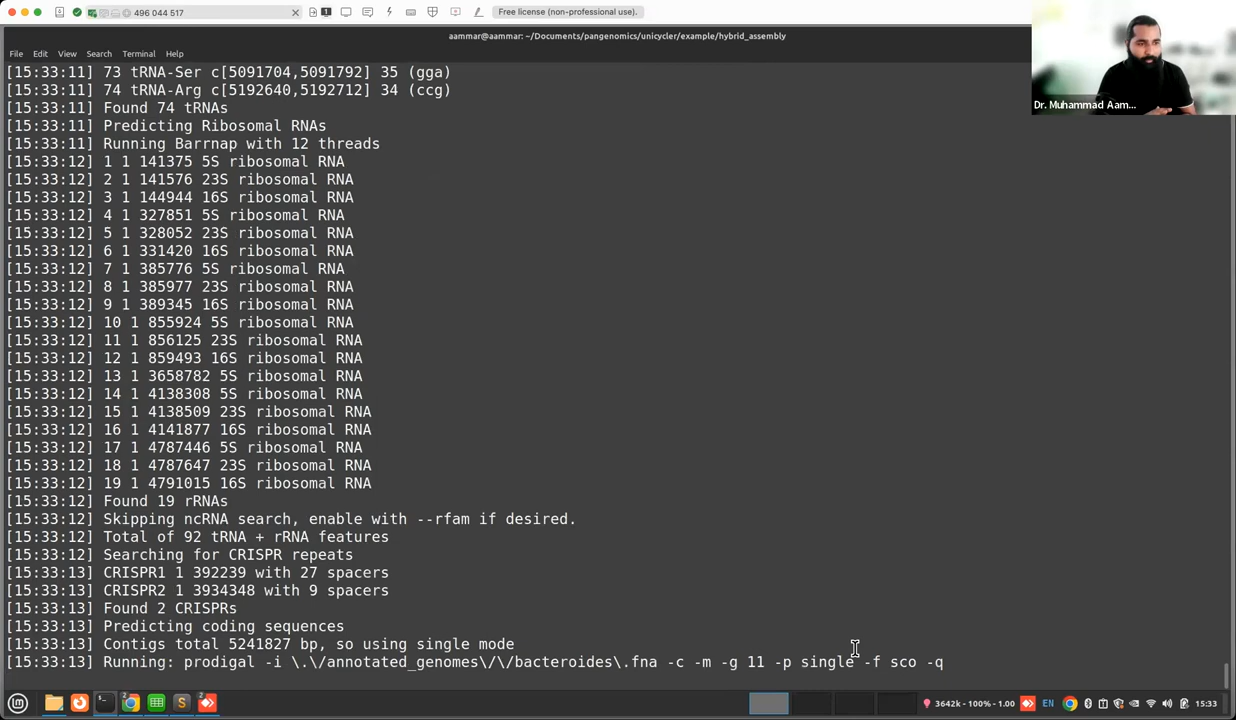 496 044 517
Free license (non-professional use).
aammar@aammar: ~/Documents/pangenomics/unicycler/example/hybrid_assembly
File Edit View Search Terminal Help
[15:33:11] 73 tRNA-Ser c[5091704,5091792] 35 (gga)
[15:33:11] 74 tRNA-Arg c[5192640,5192712] 34 (ccg)
[15:33:11] Found 74 tRNAs
[15:33:11] Predicting Ribosomal RNAs
[15:33:11] Running Barrnap with 12 threads
[15:33:12] 1 1 141375 5S ribosomal RNA
[15:33:12] 2 1 141576 23S ribosomal RNA
[15:33:12] 3 1 144944 16S ribosomal RNA
[15:33:12] 4 1 327851 5S ribosomal RNA
[15:33:12] 5 1 328052 23S ribosomal RNA
[15:33:12] 6 1 331420 16S ribosomal RNA
[15:33:12] 7 1 385776 5S ribosomal RNA
[15:33:12] 8 1 385977 23S ribosomal RNA
[15:33:12] 9 1 389345 16S ribosomal RNA
[15:33:12] 10 1 855924 5S ribosomal RNA
[15:33:12] 11 1 856125 23S ribosomal RNA
[15:33:12] 12 1 859493 16S ribosomal RNA
[15:33:12] 13 1 3658782 5S ribosomal RNA
[15:33:12] 14 1 4138308 5S ribosomal RNA
[15:33:12] 15 1 4138509 23S ribosomal RNA
[15:33:12] 16 1 4141877 16S ribosomal RNA
[15:33:12] 17 1 4787446 5S ribosomal RNA
[15:33:12] 18 1 4787647 23S ribosomal RNA
[15:33:12] 19 1 4791015 16S ribosomal RNA
[15:33:12] Found 19 rRNAs
[15:33:12] Skipping ncRNA search, enable with --rfam if desired.
[15:33:12] Total of 92 tRNA + rRNA features
[15:33:12] Searching for CRISPR repeats
[15:33:13] CRISPR1 1 392239 with 27 spacers
[15:33:13] CRISPR2 1 3934348 with 9 spacers
[15:33:13] Found 2 CRISPRs
[15:33:13] Predicting coding sequences
[15:33:13] Contigs total 5241827 bp, so using single mode
[15:33:13] Running: prodigal -i \.\/annotated_genomes\/\/bacteroides\.fna -c -m -g 11 -p single -f sco -q
Dr. Muhammad Aam...
3642k - 100% - 1.00 EN 15:33